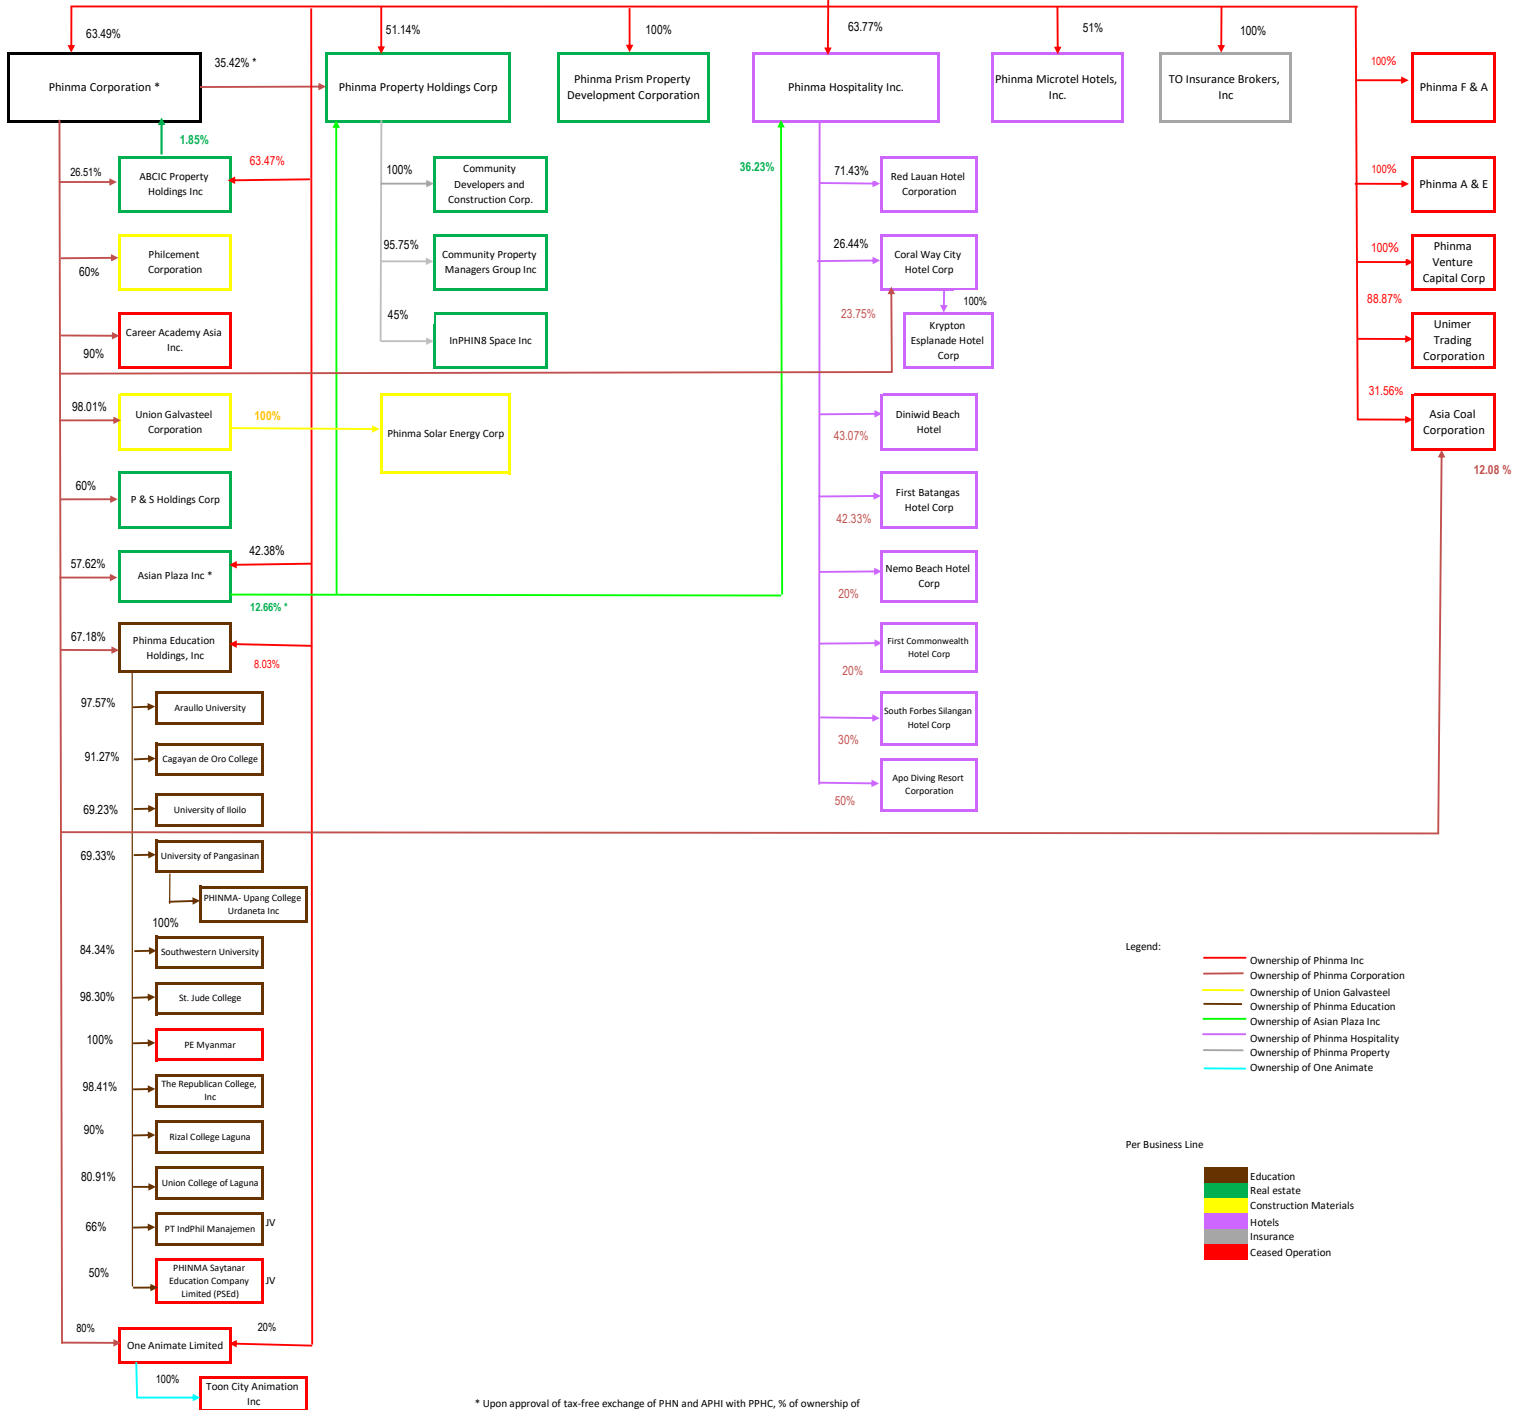 63.49%
51.14%
100%
63.77%
51%
100%
Phinma Corporation *
35.42% *
Phinma Property Holdings Corp
Phinma Prism Property
Development Corporation
Phinma Hospitality Inc.
Phinma Microtel Hotels,
Inc.
TO Insurance Brokers,
Inc
100%
Phinma F & A
1.85%
26.51%
ABCIC Property
Holdings Inc
63.47%
100%
Community
Developers and
Construction Corp.
36.23%
71.43%
Red Lauan Hotel
Corporation
100%
Phinma A & E
60%
Philcement
Corporation
95.75%
Community Property
Managers Group Inc
26.44%
Coral Way City
Hotel Corp
100%
Phinma
Venture
Capital Corp
90%
Career Academy Asia
Inc.
45%
InPHIN8 Space Inc
23.75%
100%
Krypton
Esplanade Hotel
Corp
88.87%
Unimer
Trading
Corporation
98.01%
Union Galvasteel
Corporation
100%
Phinma Solar Energy Corp
43.07%
Diniwid Beach
Hotel
31.56%
Asia Coal
Corporation
12.08 %
60%
P & S Holdings Corp
42.33%
First Batangas
Hotel Corp
57.62%
Asian Plaza Inc *
42.38%
12.66% *
20%
Nemo Beach Hotel
Corp
67.18%
Phinma Education
Holdings, Inc
8.03%
20%
First Commonwealth
Hotel Corp
97.57%
Araullo University
30%
South Forbes Silangan
Hotel Corp
91.27%
Cagayan de Oro College
50%
Apo Diving Resort
Corporation
69.23%
University of Iloilo
69.33%
University of Pangasinan
PHINMA- Upang College
Urdaneta Inc
100%
84.34%
Southwestern University
98.30%
St. Jude College
100%
PE Myanmar
98.41%
The Republican College,
Inc
90%
Rizal College Laguna
80.91%
Union College of Laguna
66%
PT IndPhil Manajemen
JV
50%
PHINMA Saytanar
Education Company
Limited (PSEd)
JV
80%
One Animate Limited
20%
100%
Toon City Animation
Inc
Legend:
Ownership of Phinma Inc
Ownership of Phinma Corporation
Ownership of Union Galvasteel
Ownership of Phinma Education
Ownership of Asian Plaza Inc
Ownership of Phinma Hospitality
Ownership of Phinma Property
Ownership of One Animate
Per Business Line
Education
Real estate
Construction Materials
Hotels
Insurance
Ceased Operation
* Upon approval of tax-free exchange of PHN and APHI with PPHC, % of ownership of